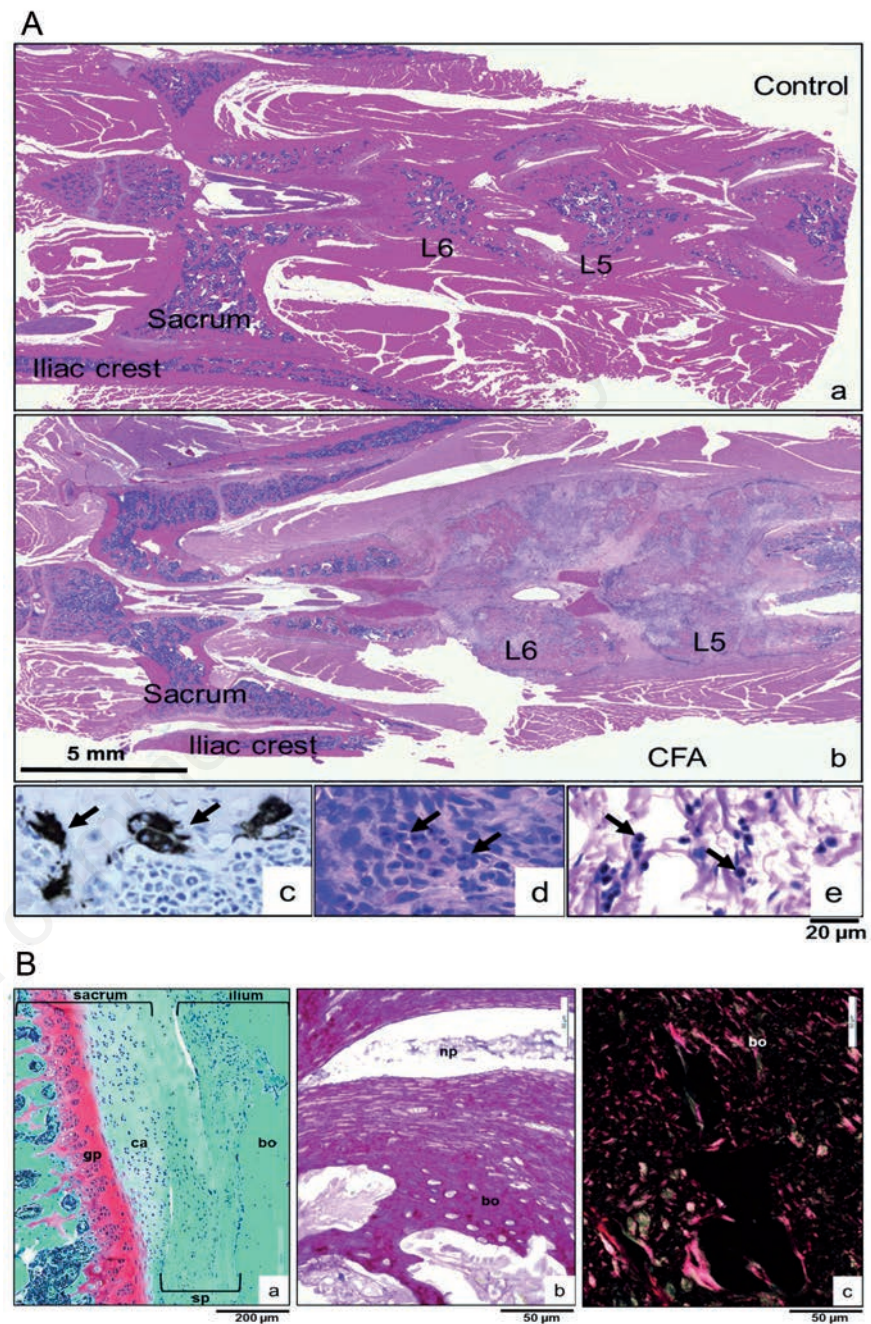 A
Control
L6
L5
Sacrum
Iliac crest
a
L6
L5
Sacrum
Iliac crest
5 mm
CFA
b
c
d
e
20 µm
B
sacrum
ilium
np
bo
ca
gp
bo
bo
sp
a
b
c
200 µm
50 µm
50 µm